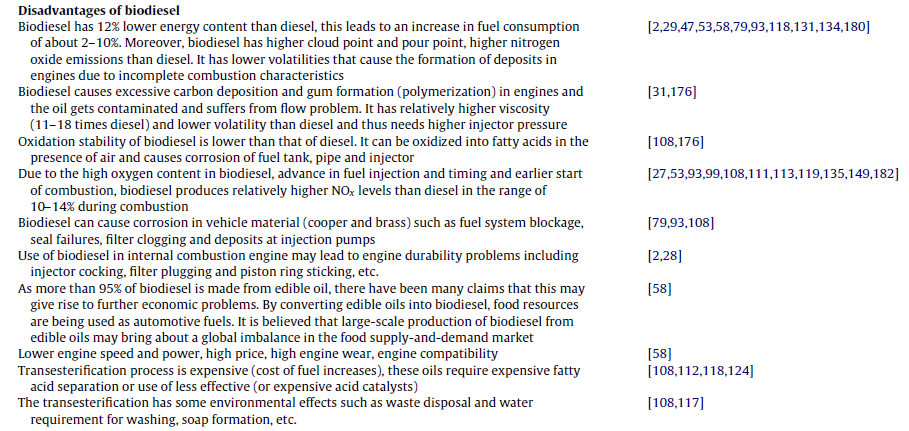 Disadvantages of biodiesel
Biodiesel has 12% lower energy content than diesel, this leads to an increase in fuel consumption [2,29,47,53,58,79,93,118,131,134,180]
of about 2–10%. Moreover, biodiesel has higher cloud point and pour point, higher nitrogen
oxide emissions than diesel. It has lower volatilities that cause the formation of deposits in
engines due to incomplete combustion characteristics
Biodiesel causes excessive carbon deposition and gum formation (polymerization) in engines and [31,176]
the oil gets contaminated and suffers from flow problem. It has relatively higher viscosity
(11–18 times diesel) and lower volatility than diesel and thus needs higher injector pressure
Oxidation stability of biodiesel is lower than that of diesel. It can be oxidized into fatty acids in the [108,176]
presence of air and causes corrosion of fuel tank, pipe and injector
Due to the high oxygen content in biodiesel, advance in fuel injection and timing and earlier start [27,53,93,99,108,111,113,119,135,149,182]
of combustion, biodiesel produces relatively higher NOx levels than diesel in the range of
10–14% during combustion
Biodiesel can cause corrosion in vehicle material (cooper and brass) such as fuel system blockage, [79,93,108]
seal failures, filter clogging and deposits at injection pumps
Use of biodiesel in internal combustion engine may lead to engine durability problems including [2,28]
injector cocking, filter plugging and piston ring sticking, etc.
As more than 95% of biodiesel is made from edible oil, there have been many claims that this may [58]
give rise to further economic problems. By converting edible oils into biodiesel, food resources
are being used as automotive fuels. It is believed that large-scale production of biodiesel from
edible oils may bring about a global imbalance in the food supply-and-demand market
Lower engine speed and power, high price, high engine wear, engine compatibility [58]
Transesterification process is expensive (cost of fuel increases), these oils require expensive fatty [108,112,118,124]
acid separation or use of less effective (or expensive acid catalysts)
The transesterification has some environmental effects such as waste disposal and water [108,117]
requirement for washing, soap formation, etc.